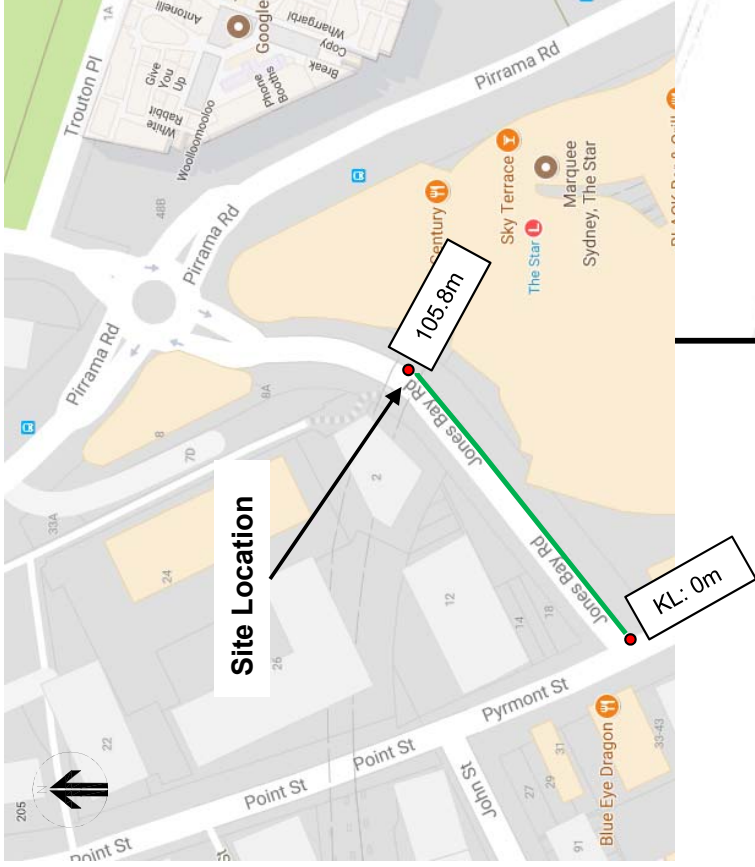 205
22
Point St
Point St
Point St
33A
24
26
12
14
18
7D
8
8A
2
Pirrama Rd
Pirrama Rd
Pirrama Rd
Trouton Pl
1A
48B
Antonelli
Give
You
Up
White
Rabbit
Woolloomooloo
Google
Wharrgarbl
Copy
Phone
Booths
Break
Site Location
Jones Bay Rd
Jones Bay Rd
105.8m
KL: 0m
Century
Sky Terrace
The Star
L
Marquee
Sydney, The Star
Pyrmont St
John St
Blue Eye Dragon
27
29
31
33-43
91
N